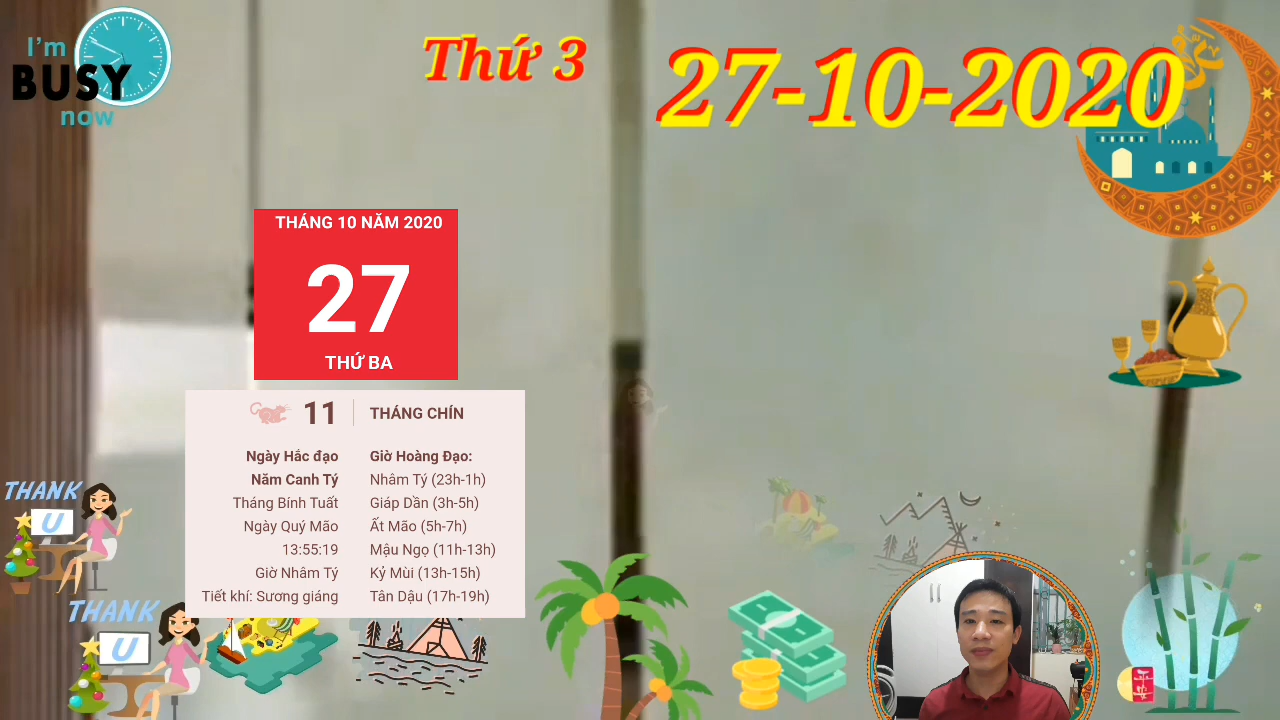 I'm
BUSY
now
Thứ 3
27-10-2020
THÁNG 10 NĂM 2020
27
THỨ BA
11 THÁNG CHÍN
Ngày Hắc đạo
Năm Canh Tý
Tháng Bính Tuất
Ngày Quý Mão
13:55:19
Giờ Nhâm Tý
Tiết khí: Sương giáng
Giờ Hoàng Đạo:
Nhâm Tý (23h-1h)
Giáp Dần (3h-5h)
Ất Mão (5h-7h)
Mậu Ngọ (11h-13h)
Kỷ Mùi (13h-15h)
Tân Dậu (17h-19h)
THANK
U
THANK
U